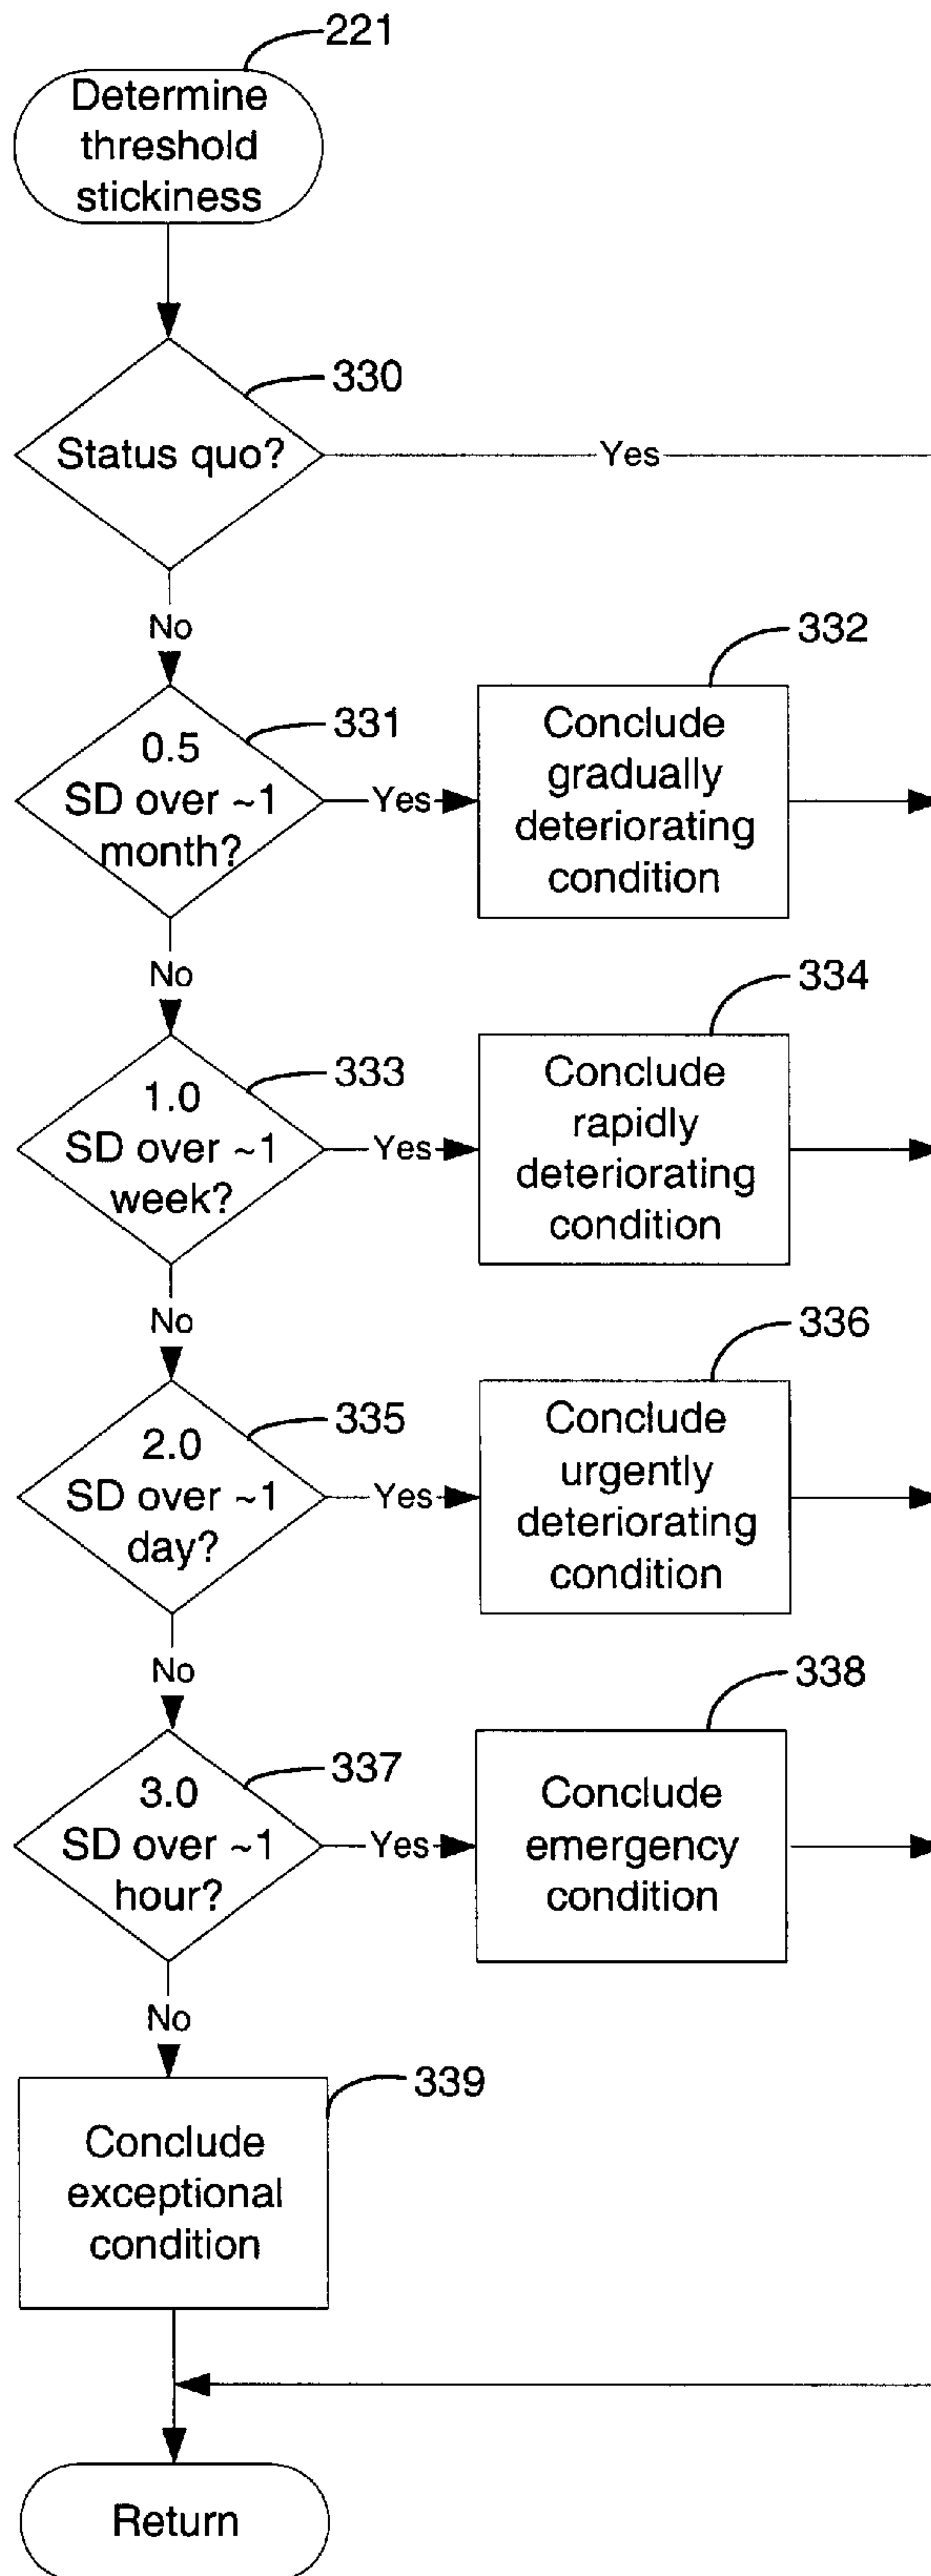 221
Determine
threshold
stickiness
330
Status quo?
Yes
No
332
331
0.5
SD over ~1
month?
Yes
Conclude
gradually
deteriorating
condition
No
334
333
1.0
SD over ~1
week?
Yes
Conclude
rapidly
deteriorating
condition
No
336
335
2.0
SD over ~1
day?
Yes
Conclude
urgently
deteriorating
condition
No
338
337
3.0
SD over ~1
hour?
Yes
Conclude
emergency
condition
No
339
Conclude
exceptional
condition
Return